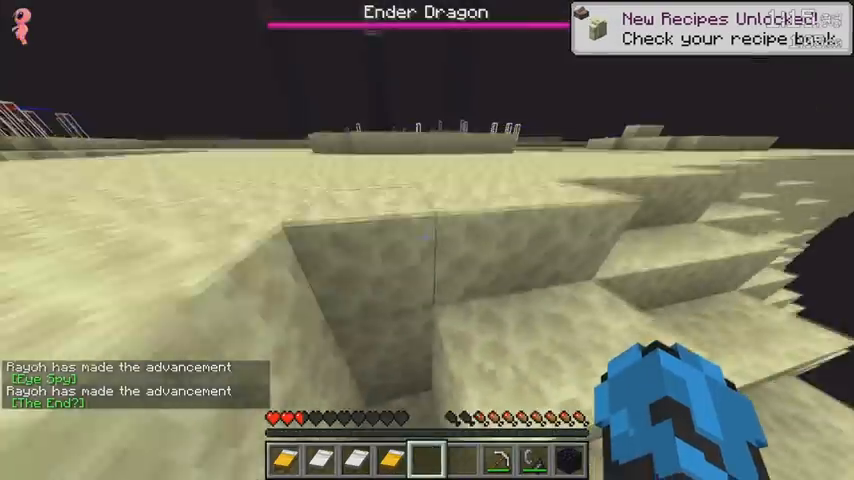 Ender Dragon
New Recipes Unlocked!
Check your recipe book
Rayoh has made the advancement
[Eye Spy]
Rayoh has made the advancement
[The End?]